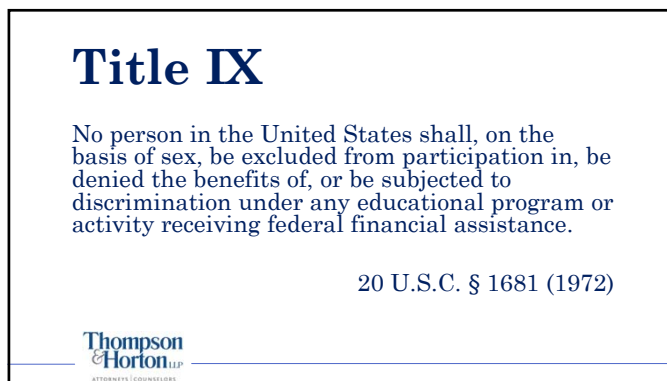 Title IX
No person in the United States shall, on the
basis of sex, be excluded from participation in, be
denied the benefits of, or be subjected to
discrimination under any educational program or
activity receiving federal financial assistance.
20 U.S.C. § 1681 (1972)
Thompson
& Horton LLP
ATTORNEYS | COUNSELORS